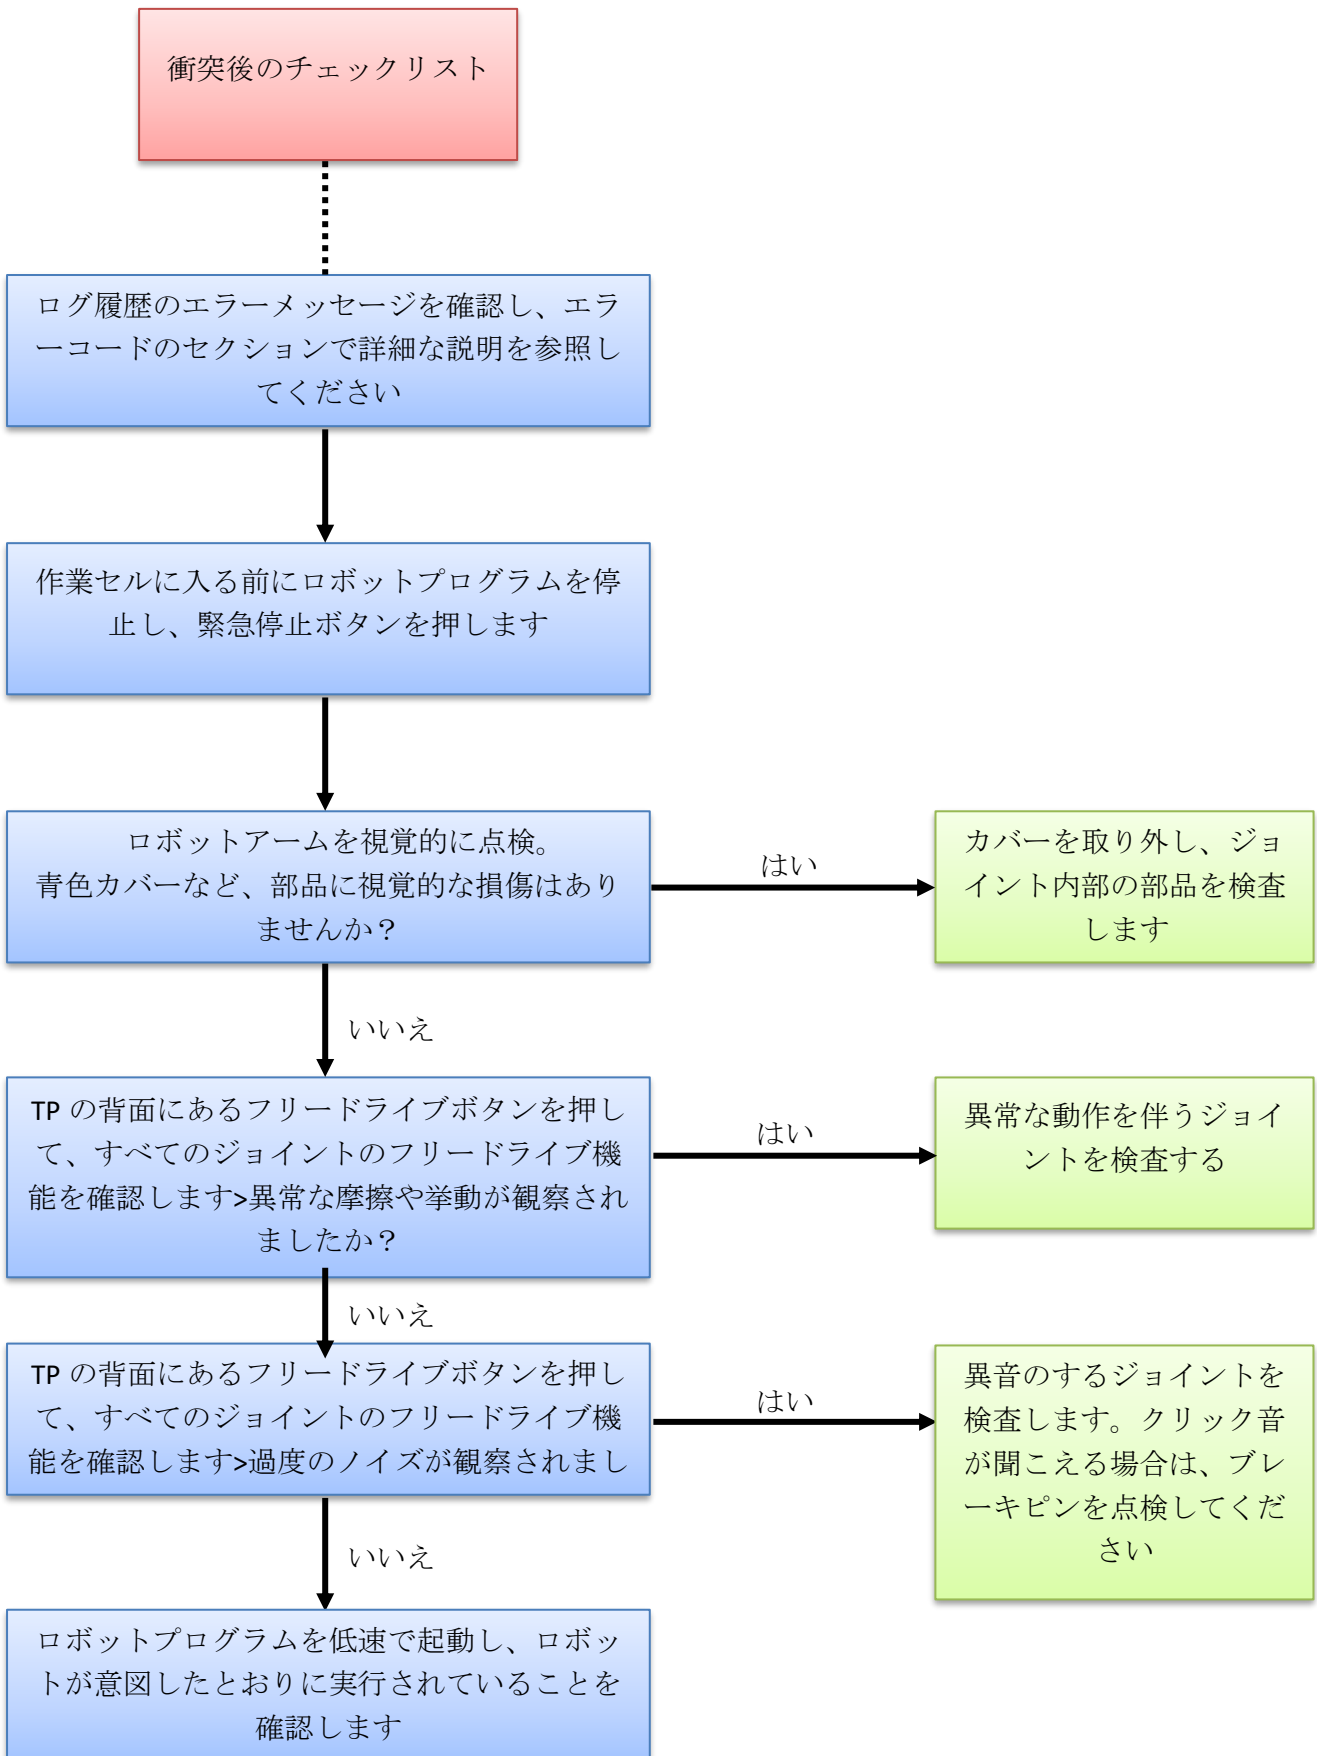 衝突後のチェックリスト
ログ履歴のエラーメッセージを確認し、エラ
ーコードのセクションで詳細な説明を参照し
てください
作業セルに入る前にロボットプログラムを停
止し、緊急停止ボタンを押します
ロボットアームを視覚的に点検。
青色カバーなど、部品に視覚的な損傷はあり
ませんか？
はい
カバーを取り外し、ジョ
イント内部の部品を検査
します
いいえ
TP の背面にあるフリードライブボタンを押し
て、すべてのジョイントのフリードライブ機
能を確認します>異常な摩擦や挙動が観察され
ましたか？
はい
異常な動作を伴うジョイ
ントを検査する
いいえ
TP の背面にあるフリードライブボタンを押し
て、すべてのジョイントのフリードライブ機
能を確認します>過度のノイズが観察されまし
はい
異音のするジョイントを
検査します。クリック音
が聞こえる場合は、ブレ
ーキピンを点検してくだ
さい
いいえ
ロボットプログラムを低速で起動し、ロボッ
トが意図したとおりに実行されていることを
確認します